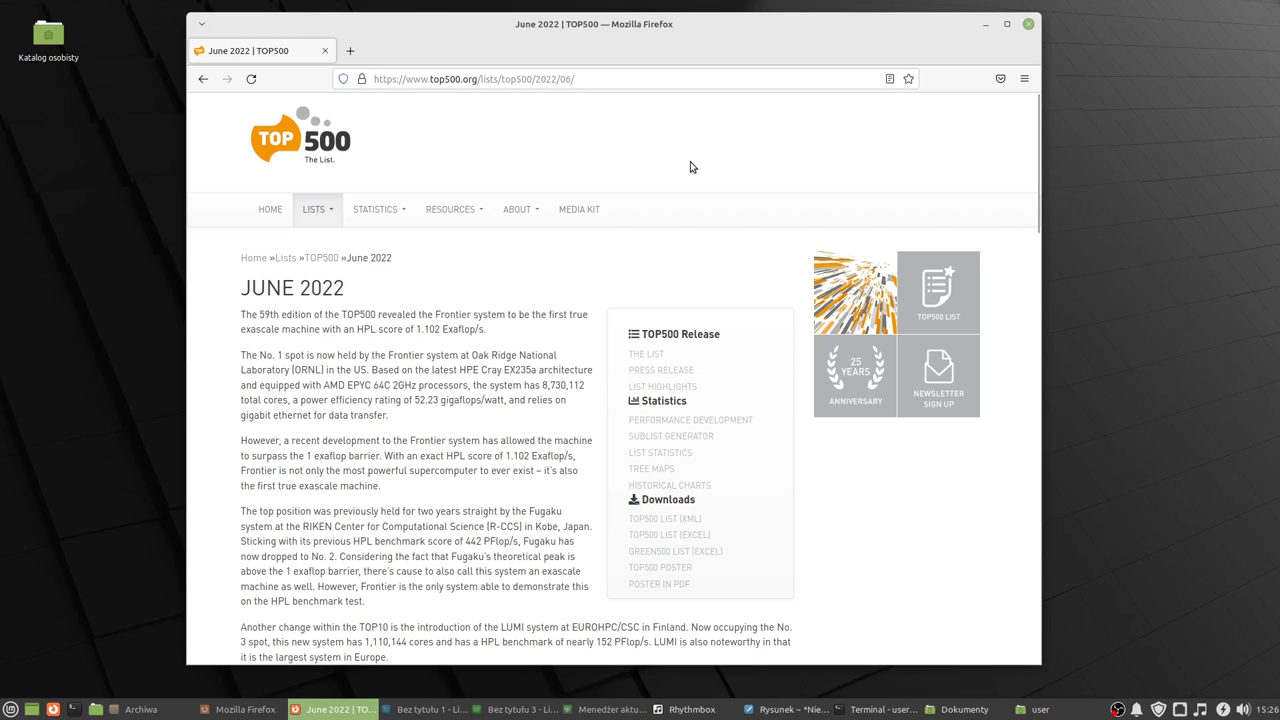 June 2022 | TOP500 — Mozilla Firefox
Katalog osobisty
June 2022 | TOP500
https://www.top500.org/lists/top500/2022/06/
TOP 500
The List.
HOME LISTS STATISTICS RESOURCES ABOUT MEDIA KIT
Home »Lists »TOP500 »June 2022
JUNE 2022
The 59th edition of the TOP500 revealed the Frontier system to be the first true
exascale machine with an HPL score of 1.102 Exaflop/s.
The No. 1 spot is now held by the Frontier system at Oak Ridge National
Laboratory (ORNL) in the US. Based on the latest HPE Cray EX235a architecture
and equipped with AMD EPYC 64C 2GHz processors, the system has 8,730,112
total cores, a power efficiency rating of 52.23 gigaflops/watt, and relies on
gigabit ethernet for data transfer.
However, a recent development to the Frontier system has allowed the machine
to surpass the 1 exaflop barrier. With an exact HPL score of 1.102 Exaflop/s,
Frontier is not only the most powerful supercomputer to ever exist – it's also
the first true exascale machine.
The top position was previously held for two years straight by the Fugaku
system at the RIKEN Center for Computational Science (R-CCS) in Kobe, Japan.
Sticking with its previous HPL benchmark score of 442 PFlop/s, Fugaku has
now dropped to No. 2. Considering the fact that Fugaku's theoretical peak is
above the 1 exaflop barrier, there's cause to also call this system an exascale
machine as well. However, Frontier is the only system able to demonstrate this
on the HPL benchmark test.
Another change within the TOP10 is the introduction of the LUMI system at EUROHPC/CSC in Finland. Now occupying the No.
3 spot, this new system has 1,110,144 cores and has a HPL benchmark of nearly 152 PFlop/s. LUMI is also noteworthy in that
it is the largest system in Europe.
TOP500 Release
THE LIST
PRESS RELEASE
LIST HIGHLIGHTS
Statistics
PERFORMANCE DEVELOPMENT
SUBLIST GENERATOR
LIST STATISTICS
TREE MAPS
HISTORICAL CHARTS
Downloads
TOP500 LIST (XML)
TOP500 LIST (EXCEL)
GREEN500 LIST (EXCEL)
TOP500 POSTER
POSTER IN PDF
TOP500 LIST
25
YEARS
ANNIVERSARY
NEWSLETTER
SIGN UP
Archiwa
Mozilla Firefox
June 2022 | TO...
Bez tytułu 1 - Li...
Bez tytułu 3 - Li...
Menedżer aktu...
Rhythmbox
Rysunek ~ *Nie...
Terminal - user...
Dokumenty
user
15:26